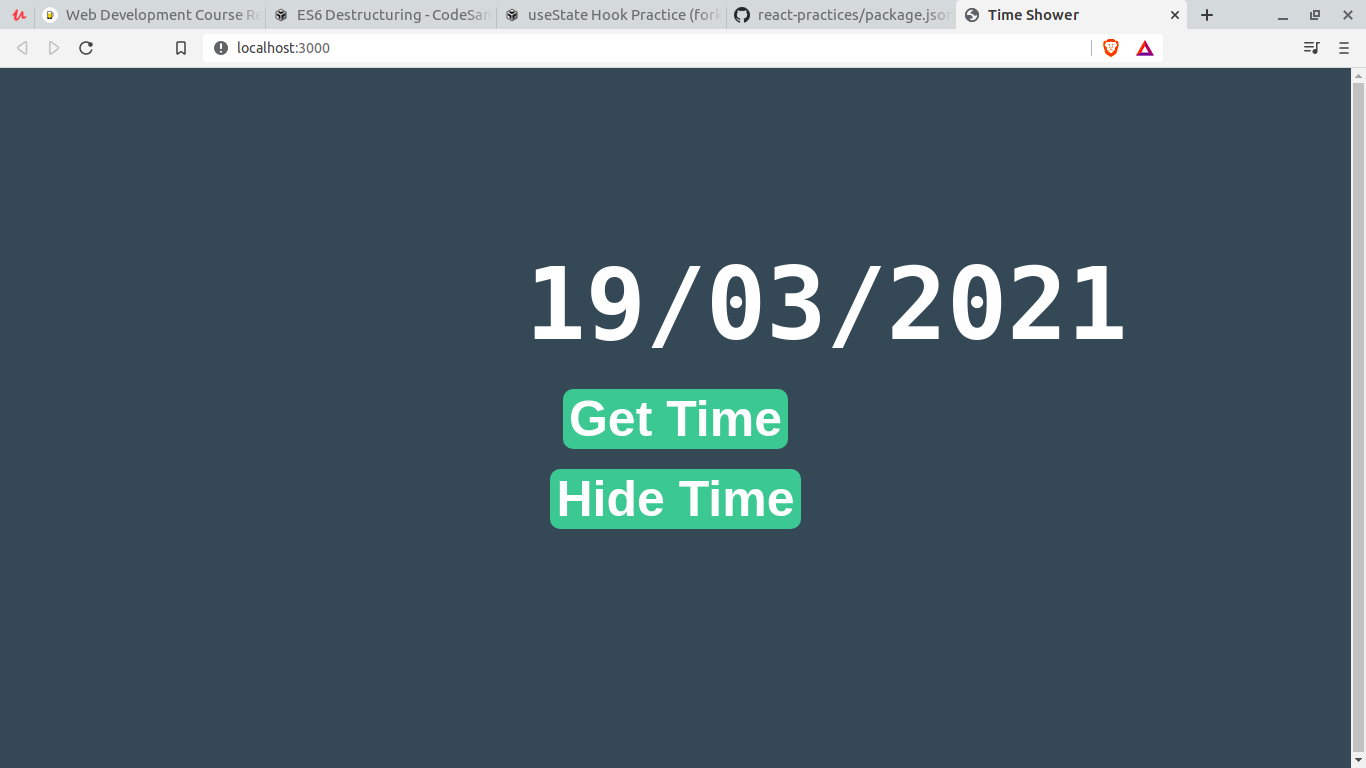 Web Development Course Re
ES6 Destructuring - CodeSan
useState Hook Practice (fork
react-practices/package.json
Time Shower
localhost:3000
19/03/2021
Get Time
Hide Time